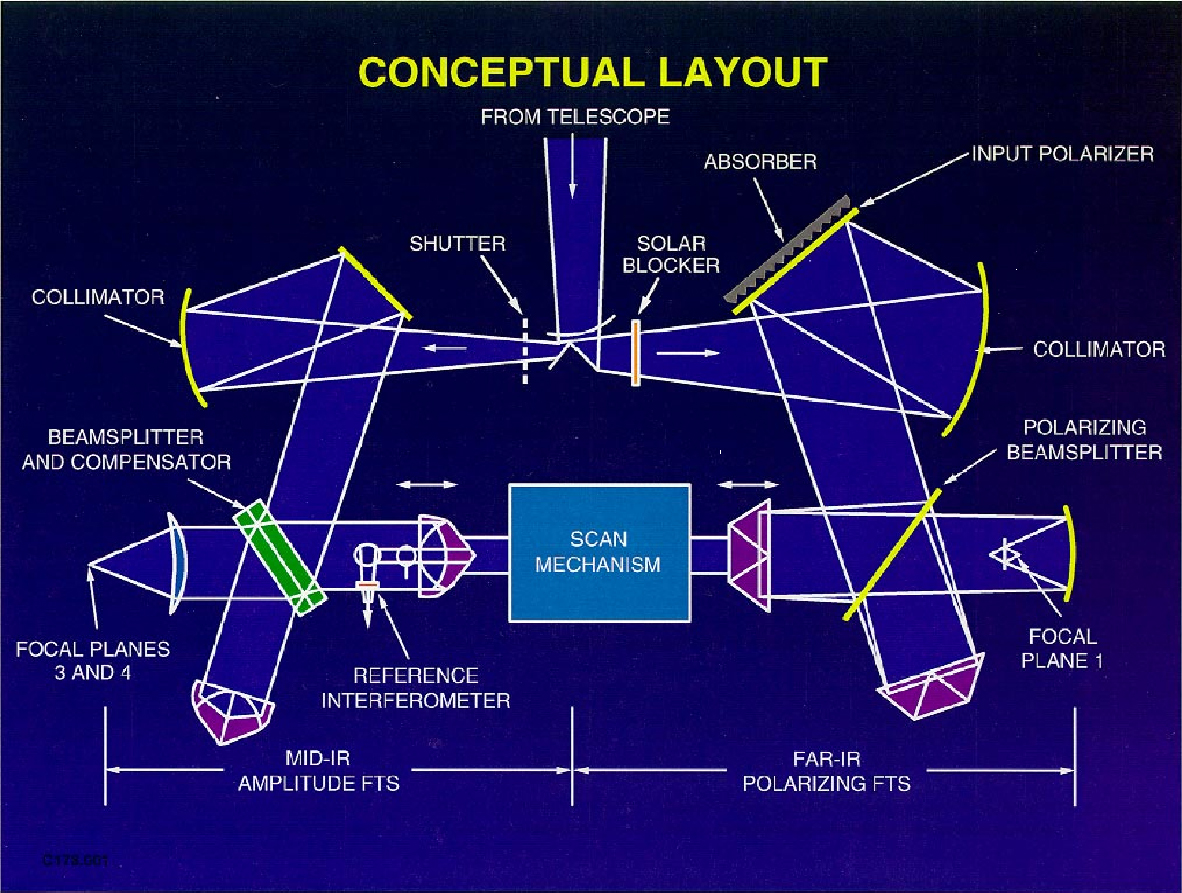 CONCEPTUAL LAYOUT
FROM TELESCOPE
ABSORBER
INPUT POLARIZER
SHUTTER
SOLAR
BLOCKER
COLLIMATOR
COLLIMATOR
BEAMSPLITTER
AND COMPENSATOR
POLARIZING
BEAMSPLITTER
SCAN
MECHANISM
FOCAL PLANES
3 AND 4
REFERENCE
INTERFEROMETER
FOCAL
PLANE 1
MID-IR
AMPLITUDE FTS
FAR-IR
POLARIZING FTS